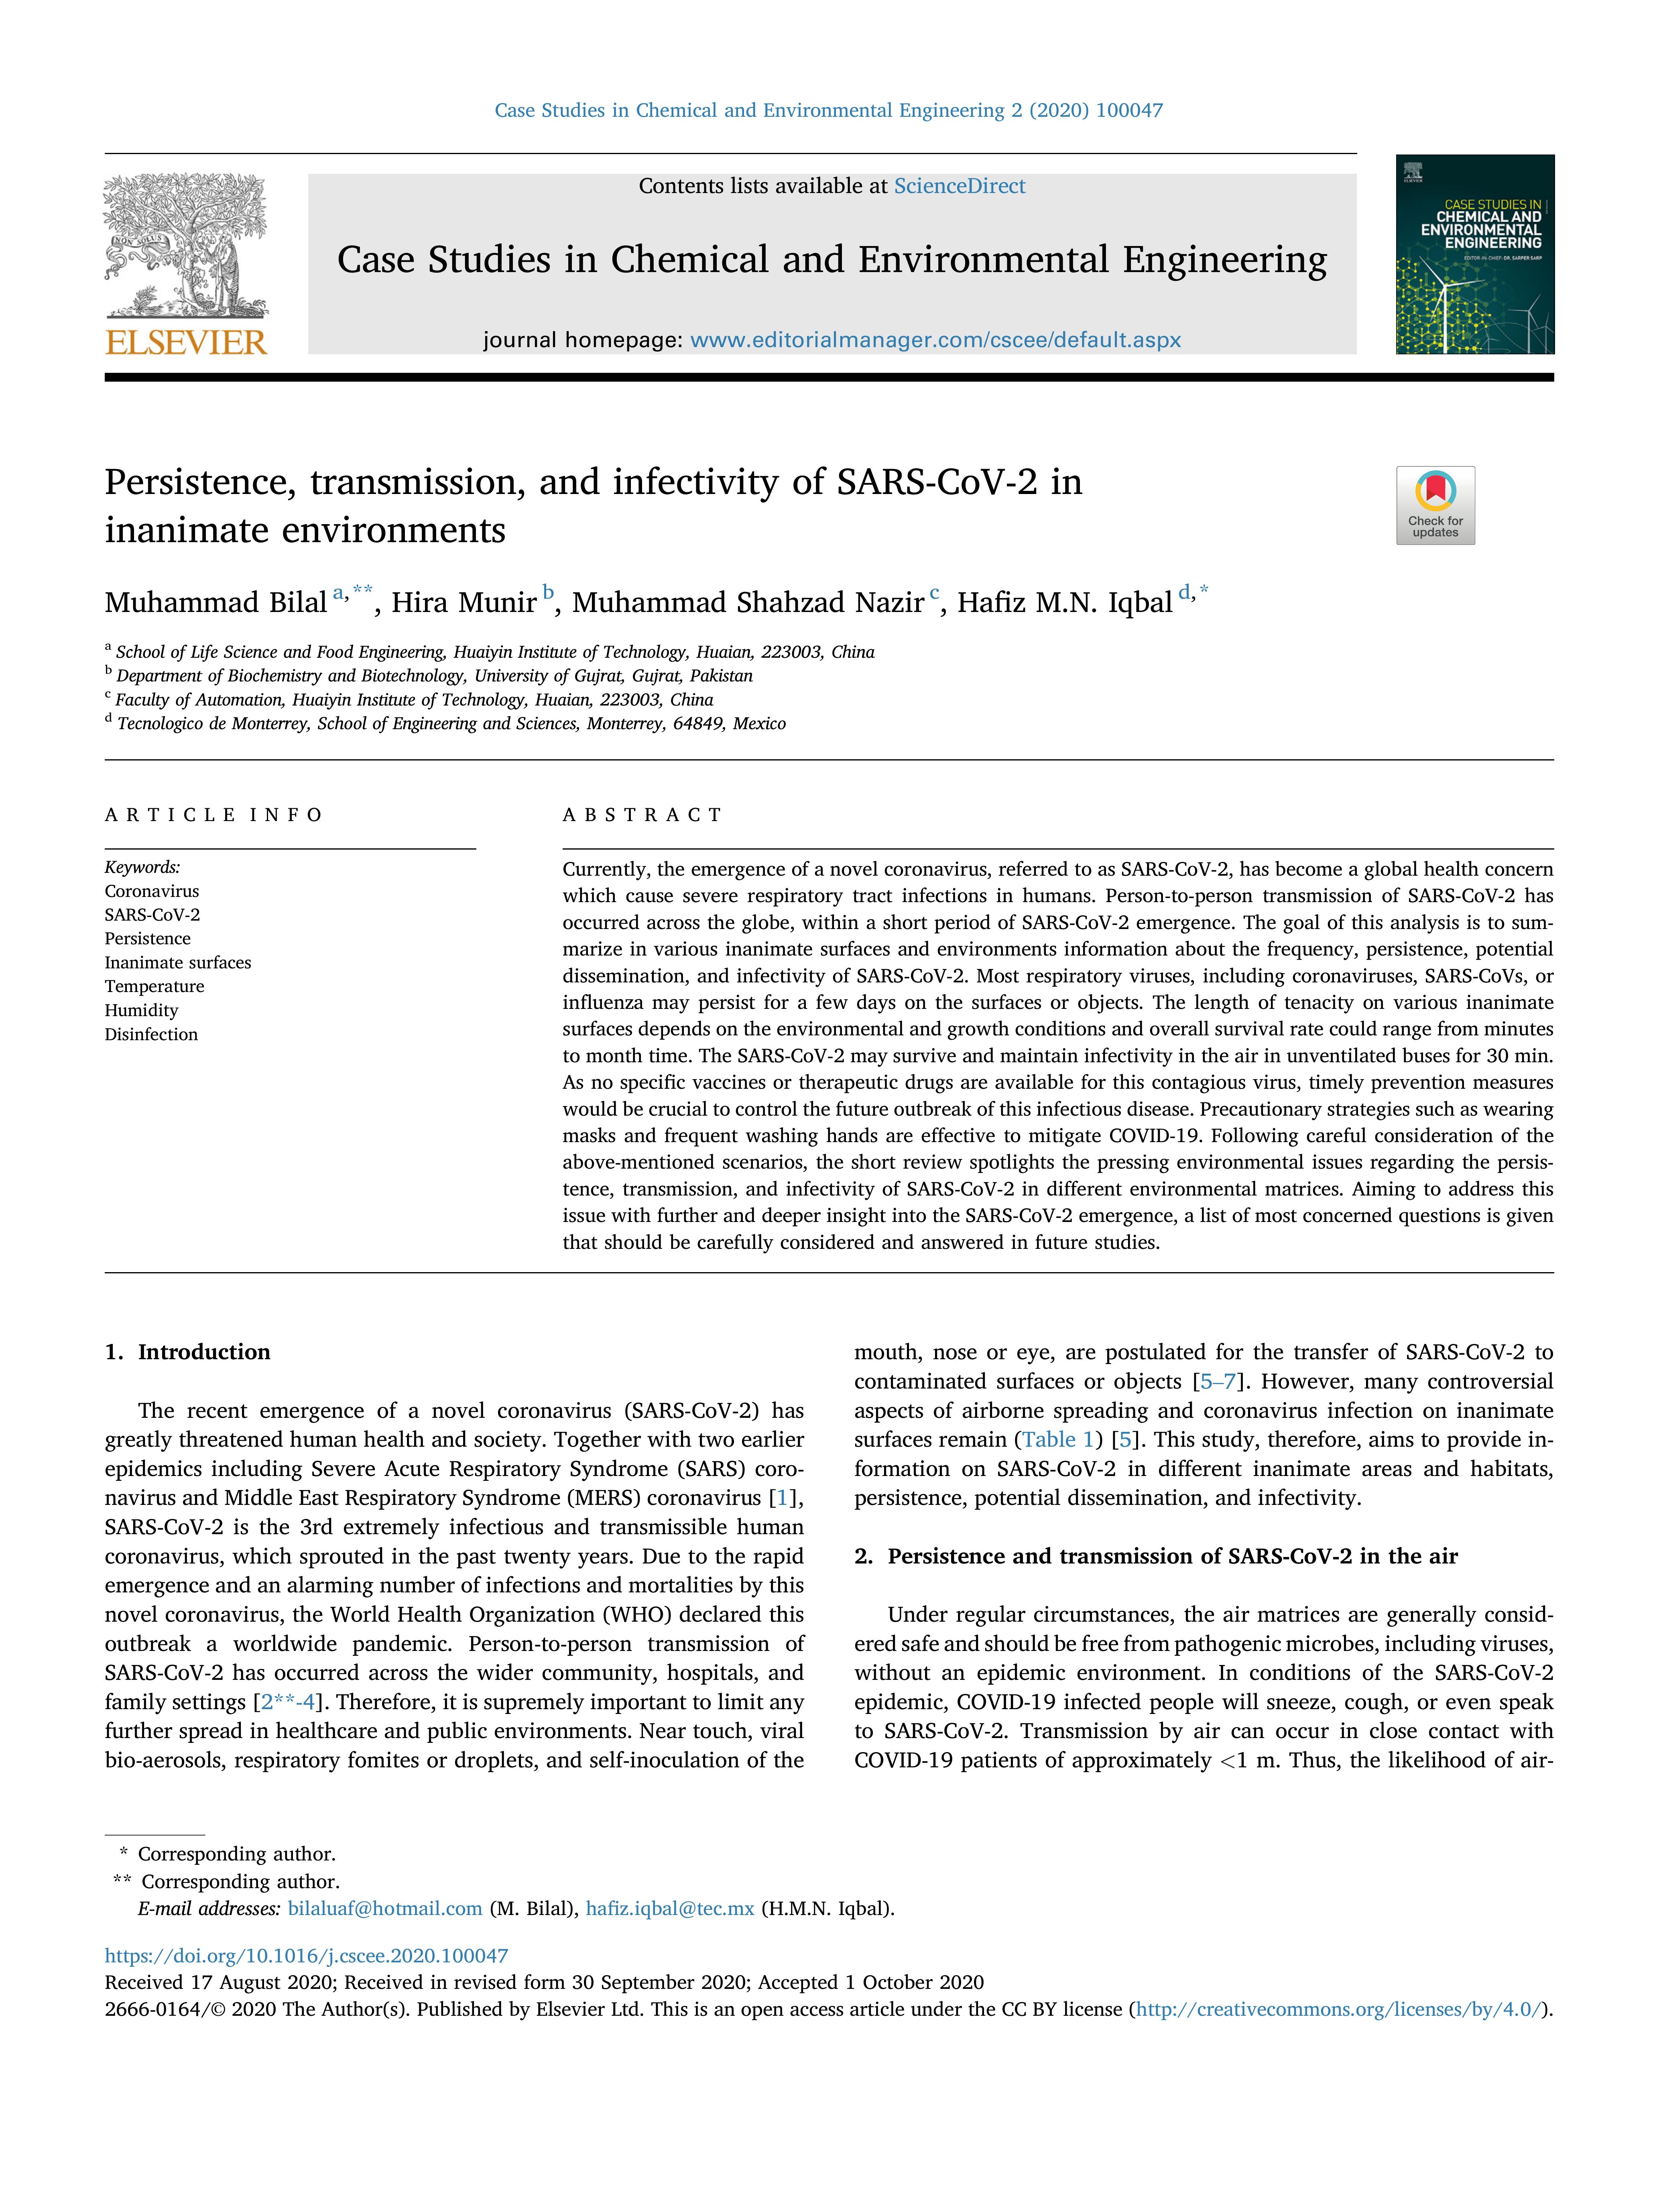 Case Studies in Chemical and Environmental Engineering 2 (2020) 100047
Contents lists available at ScienceDirect
Case Studies in Chemical and Environmental Engineering
journal homepage: www.editorialmanager.com/cscee/default.aspx
NON SOLUS
ELSEVIER
ELSEVIER
CASE STUDIES IN
CHEMICAL AND
ENVIRONMENTAL
ENGINEERING
EDITOR-IN-CHIEF: DR. SARPER SARP
Persistence, transmission, and infectivity of SARS-CoV-2 in
inanimate environments
Check for
updates
Muhammad Bilal a,**, Hira Munir b, Muhammad Shahzad Nazir c, Hafiz M.N. Iqbal d,*
a School of Life Science and Food Engineering, Huaiyin Institute of Technology, Huaian, 223003, China
b Department of Biochemistry and Biotechnology, University of Gujrat, Gujrat, Pakistan
c Faculty of Automation, Huaiyin Institute of Technology, Huaian, 223003, China
d Tecnologico de Monterrey, School of Engineering and Sciences, Monterrey, 64849, Mexico
ARTICLE INFO
Keywords:
Coronavirus
SARS-CoV-2
Persistence
Inanimate surfaces
Temperature
Humidity
Disinfection
ABSTRACT
Currently, the emergence of a novel coronavirus, referred to as SARS-CoV-2, has become a global health concern
which cause severe respiratory tract infections in humans. Person-to-person transmission of SARS-CoV-2 has
occurred across the globe, within a short period of SARS-CoV-2 emergence. The goal of this analysis is to sum-
marize in various inanimate surfaces and environments information about the frequency, persistence, potential
dissemination, and infectivity of SARS-CoV-2. Most respiratory viruses, including coronaviruses, SARS-CoVs, or
influenza may persist for a few days on the surfaces or objects. The length of tenacity on various inanimate
surfaces depends on the environmental and growth conditions and overall survival rate could range from minutes
to month time. The SARS-CoV-2 may survive and maintain infectivity in the air in unventilated buses for 30 min.
As no specific vaccines or therapeutic drugs are available for this contagious virus, timely prevention measures
would be crucial to control the future outbreak of this infectious disease. Precautionary strategies such as wearing
masks and frequent washing hands are effective to mitigate COVID-19. Following careful consideration of the
above-mentioned scenarios, the short review spotlights the pressing environmental issues regarding the persis-
tence, transmission, and infectivity of SARS-CoV-2 in different environmental matrices. Aiming to address this
issue with further and deeper insight into the SARS-CoV-2 emergence, a list of most concerned questions is given
that should be carefully considered and answered in future studies.
1. Introduction
The recent emergence of a novel coronavirus (SARS-CoV-2) has
greatly threatened human health and society. Together with two earlier
epidemics including Severe Acute Respiratory Syndrome (SARS) coro-
navirus and Middle East Respiratory Syndrome (MERS) coronavirus [1],
SARS-CoV-2 is the 3rd extremely infectious and transmissible human
coronavirus, which sprouted in the past twenty years. Due to the rapid
emergence and an alarming number of infections and mortalities by this
novel coronavirus, the World Health Organization (WHO) declared this
outbreak a worldwide pandemic. Person-to-person transmission of
SARS-CoV-2 has occurred across the wider community, hospitals, and
family settings [2**-4]. Therefore, it is supremely important to limit any
further spread in healthcare and public environments. Near touch, viral
bio-aerosols, respiratory fomites or droplets, and self-inoculation of the
mouth, nose or eye, are postulated for the transfer of SARS-CoV-2 to
contaminated surfaces or objects [5–7]. However, many controversial
aspects of airborne spreading and coronavirus infection on inanimate
surfaces remain (Table 1) [5]. This study, therefore, aims to provide in-
formation on SARS-CoV-2 in different inanimate areas and habitats,
persistence, potential dissemination, and infectivity.
2. Persistence and transmission of SARS-CoV-2 in the air
Under regular circumstances, the air matrices are generally consid-
ered safe and should be free from pathogenic microbes, including viruses,
without an epidemic environment. In conditions of the SARS-CoV-2
epidemic, COVID-19 infected people will sneeze, cough, or even speak
to SARS-CoV-2. Transmission by air can occur in close contact with
COVID-19 patients of approximately <1 m. Thus, the likelihood of air-
* Corresponding author.
** Corresponding author.
E-mail addresses: bilaluaf@hotmail.com (M. Bilal), hafiz.iqbal@tec.mx (H.M.N. Iqbal).
https://doi.org/10.1016/j.cscee.2020.100047
Received 17 August 2020; Received in revised form 30 September 2020; Accepted 1 October 2020
2666-0164/© 2020 The Author(s). Published by Elsevier Ltd. This is an open access article under the CC BY license (http://creativecommons.org/licenses/by/4.0/).